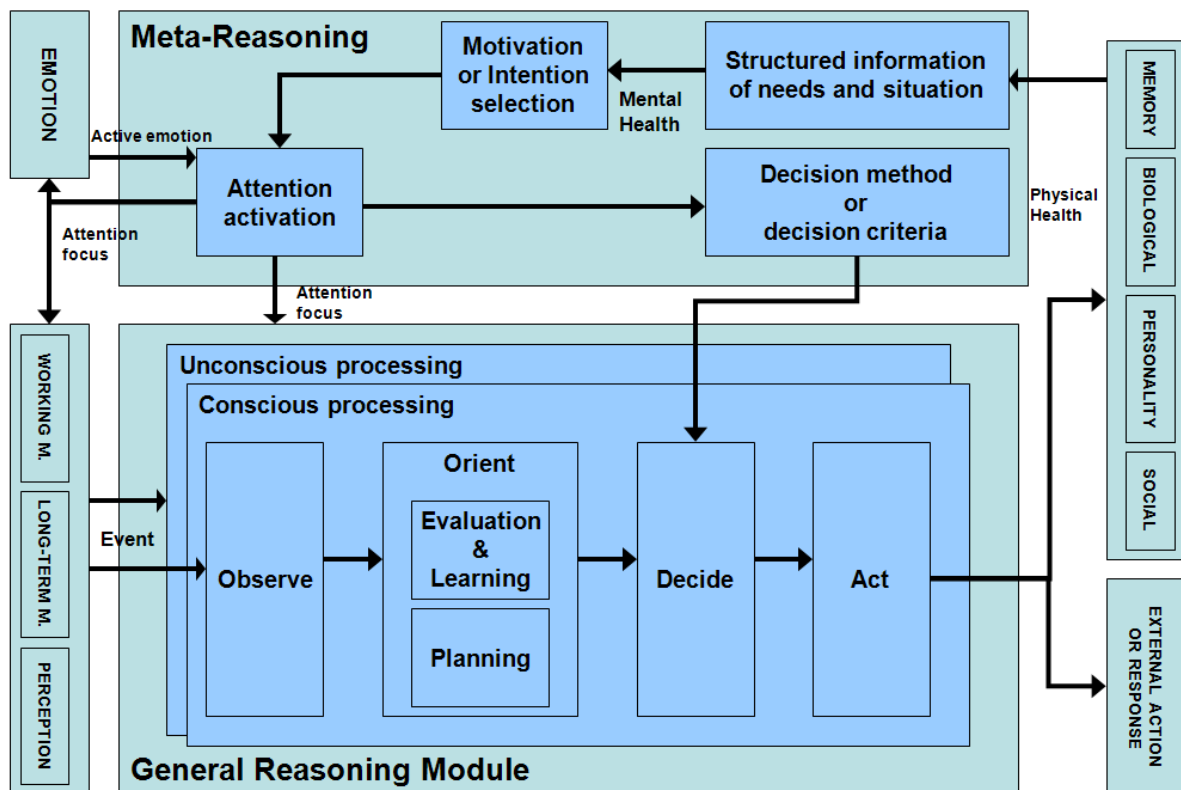 EMOTION
Meta-Reasoning
Motivation
or Intention
selection
Structured information
of needs and situation
Mental
Health
Active emotion
Attention
activation
Decision method
or
decision criteria
Physical
Health
Attention
focus
Attention
focus
MEMORY
BIOLOGICAL
PERSONALITY
SOCIAL
WORKING M.
LONG-TERM M.
PERCEPTION
Event
Unconscious processing
Conscious processing
Observe
Orient
Evaluation
&
Learning
Planning
Decide
Act
General Reasoning Module
EXTERNAL ACTION
OR RESPONSE